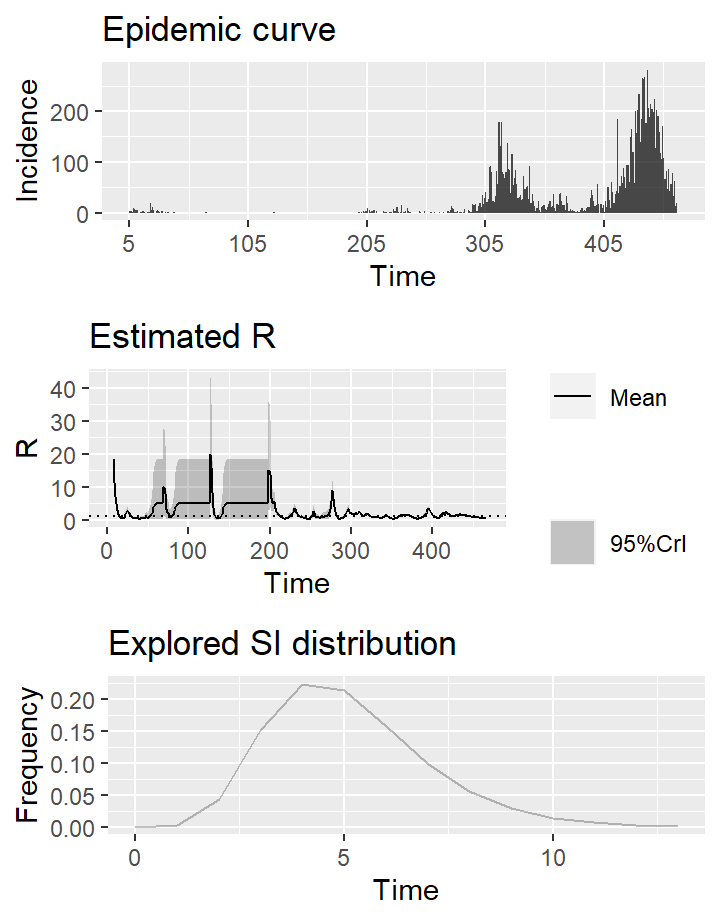 Epidemic curve
Incidence
200
100
0
5 105 205 305 405
Time
Estimated R
R
40
30
20
10
0
0 100 200 300 400
Time
Mean
95%CrI
Explored SI distribution
Frequency
0.20
0.15
0.10
0.05
0.00
0 5 10
Time